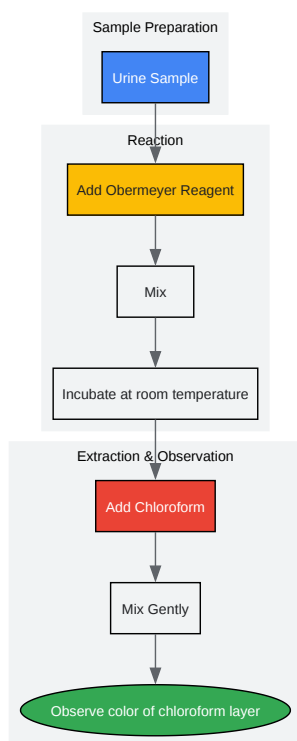 Sample Preparation
Urine Sample
Reaction
Add Obermeyer Reagent
Mix
Incubate at room temperature
Extraction & Observation
Add Chloroform
Mix Gently
Observe color of chloroform layer